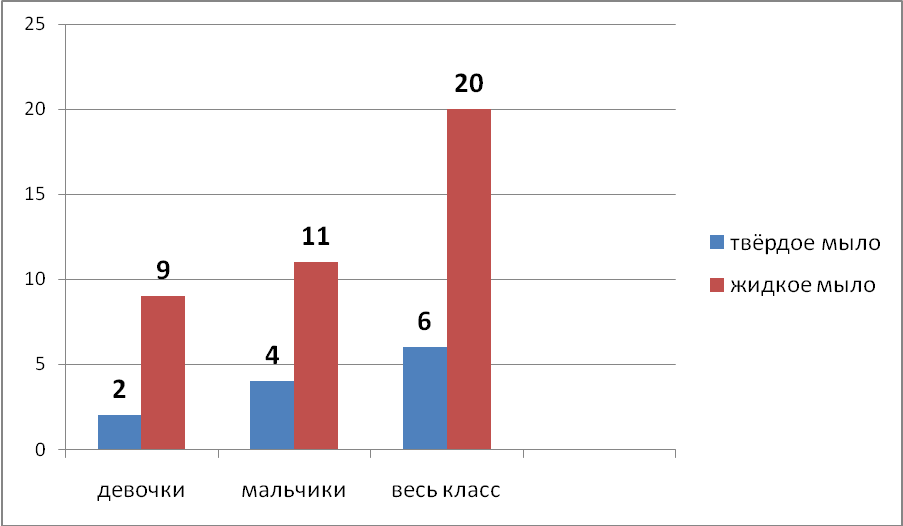 25
20
15
10
5
0
2
9
4
11
6
20
девочки
мальчики
весь класс
твёрдое мыло
жидкое мыло